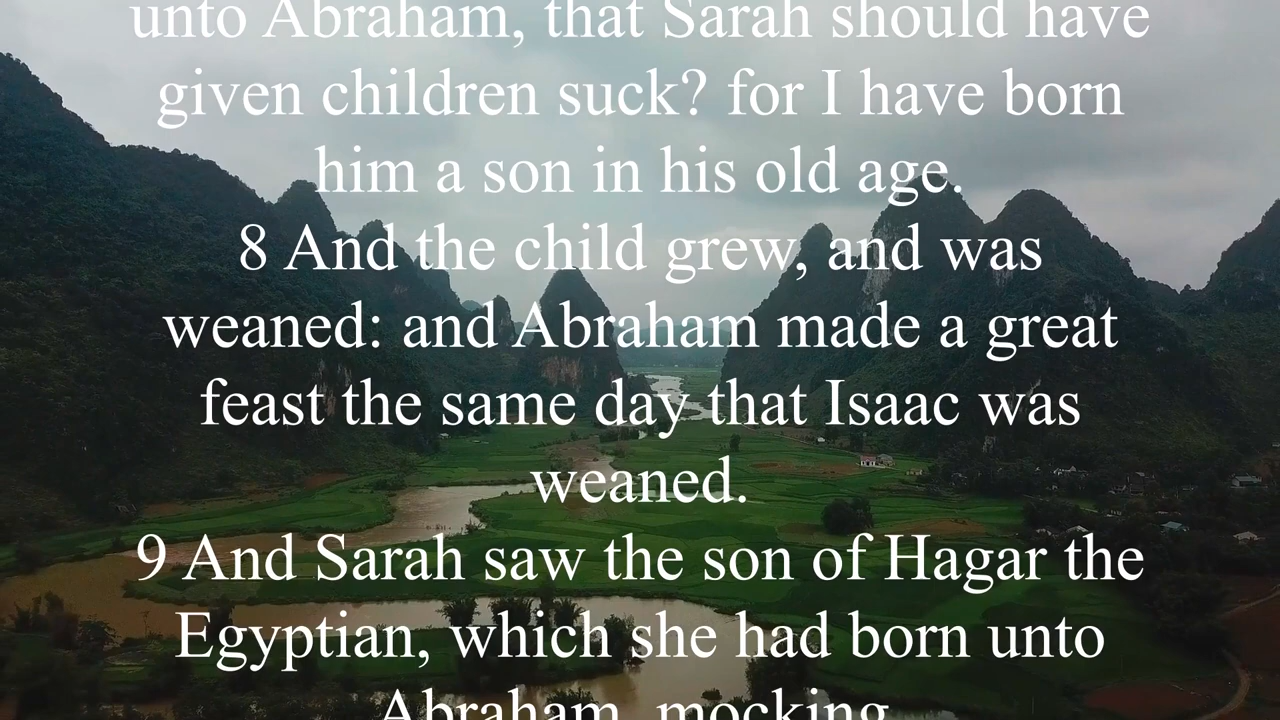 unto Abraham, that Sarah should have
given children suck? for I have born
him a son in his old age.
8 And the child grew, and was
weaned: and Abraham made a great
feast the same day that Isaac was
weaned.
9 And Sarah saw the son of Hagar the
Egyptian, which she had born unto
Abraham, mocking